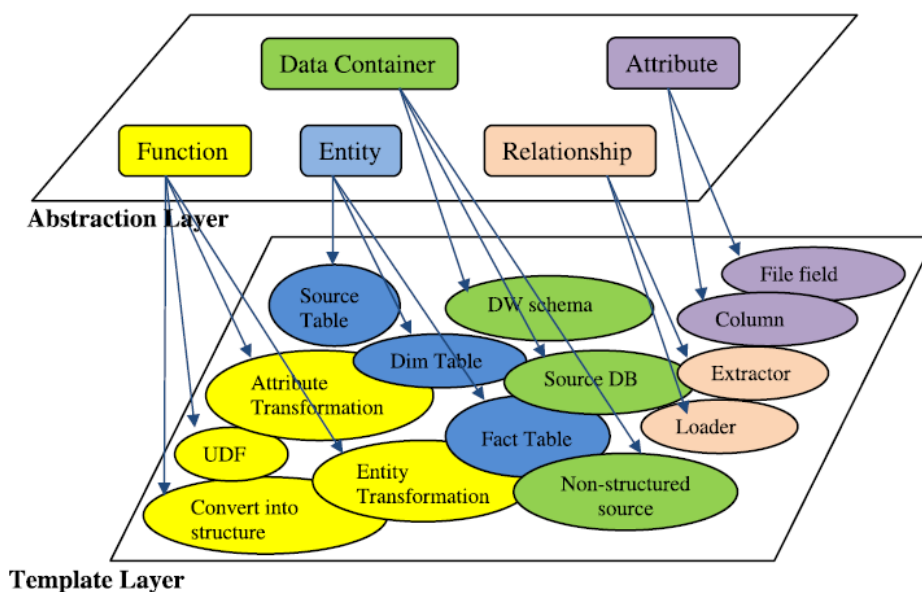 Data Container
Attribute
Function
Entity
Relationship
Abstraction Layer
File field
Source
Table
DW schema
Column
Dim Table
Attribute
Transformation
Source DB
Extractor
Loader
UDF
Fact Table
Entity
Transformation
Non-structured
source
Convert into
structure
Template Layer